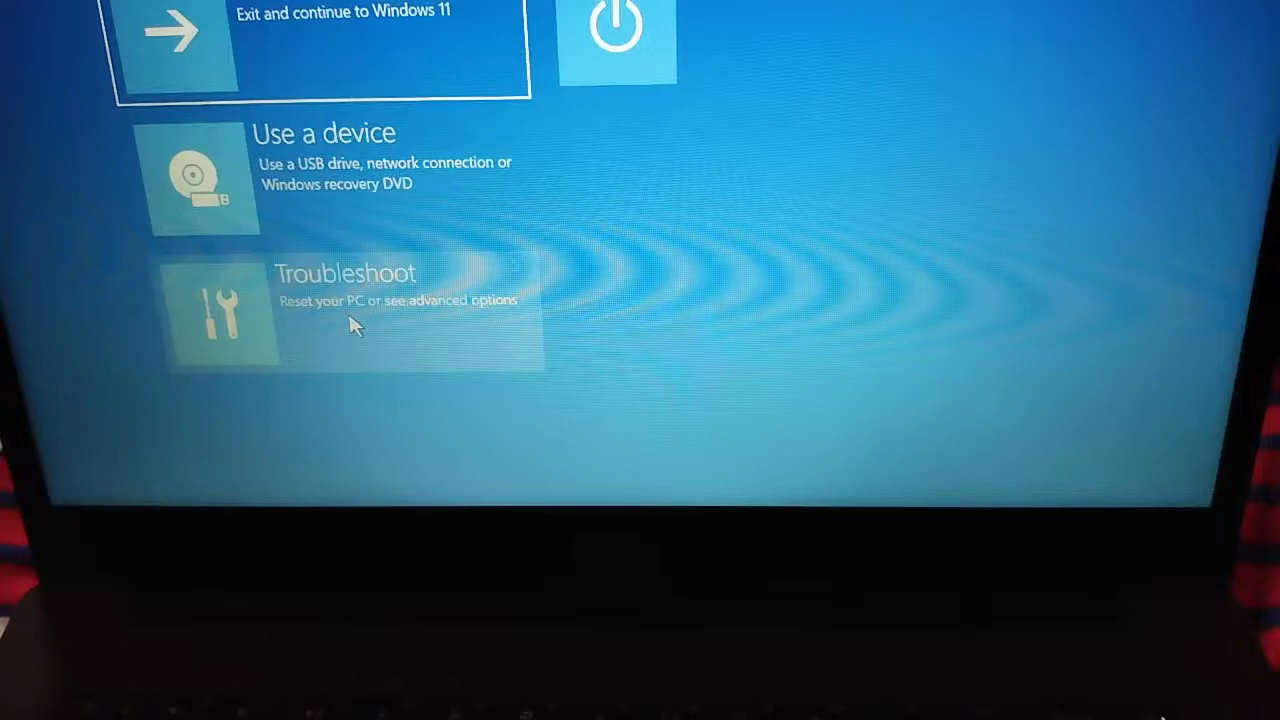 Exit and continue to Windows 11
Use a device
Use a USB drive, network connection or
Windows recovery DVD
Troubleshoot
Reset your PC or see advanced options